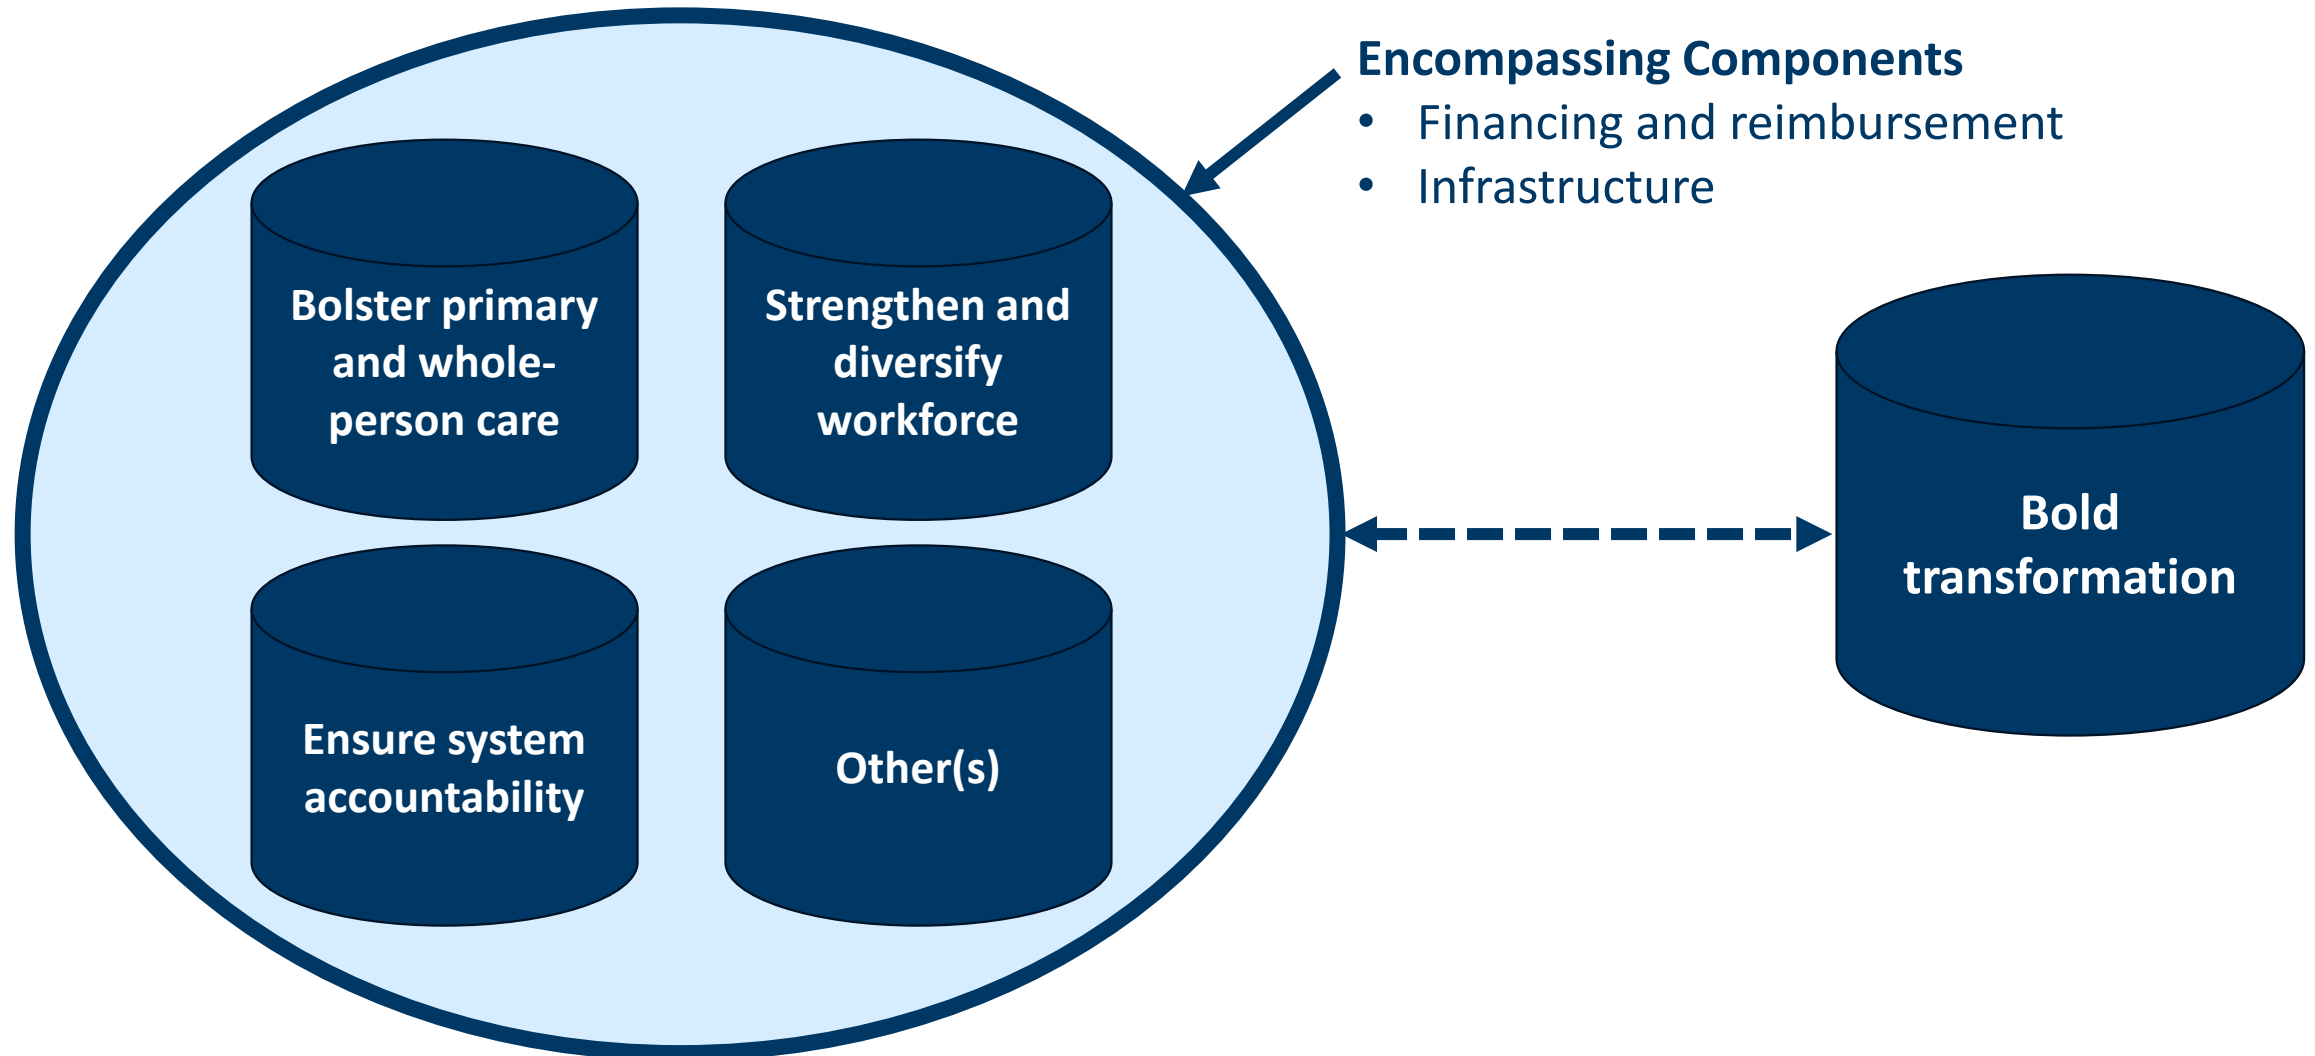 Encompassing Components
• Financing and reimbursement
• Infrastructure
Bolster primary
and whole-
person care
Strengthen and
diversify
workforce
Ensure system
accountability
Other(s)
Bold
transformation